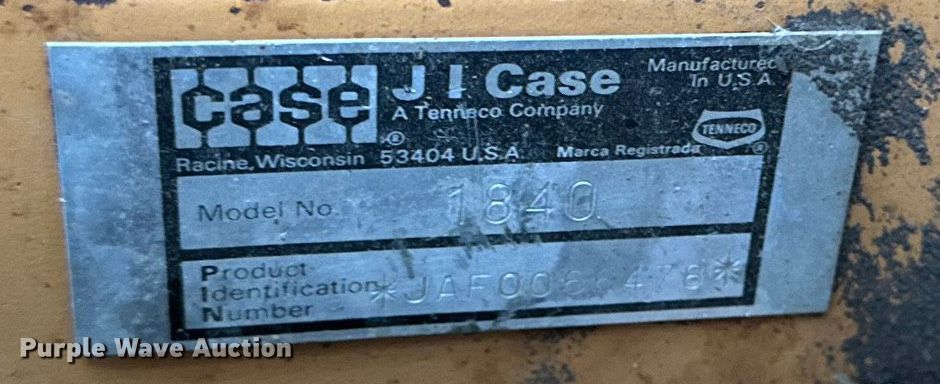 case
J I Case
A Tenneco Company
Manufactured
In U.S.A.
TENNECO
Racine, Wisconsin 53404 U.S.A.
Marca Registrada
Model No. 1840
Product
Identification
Number
Purple Wave Auction